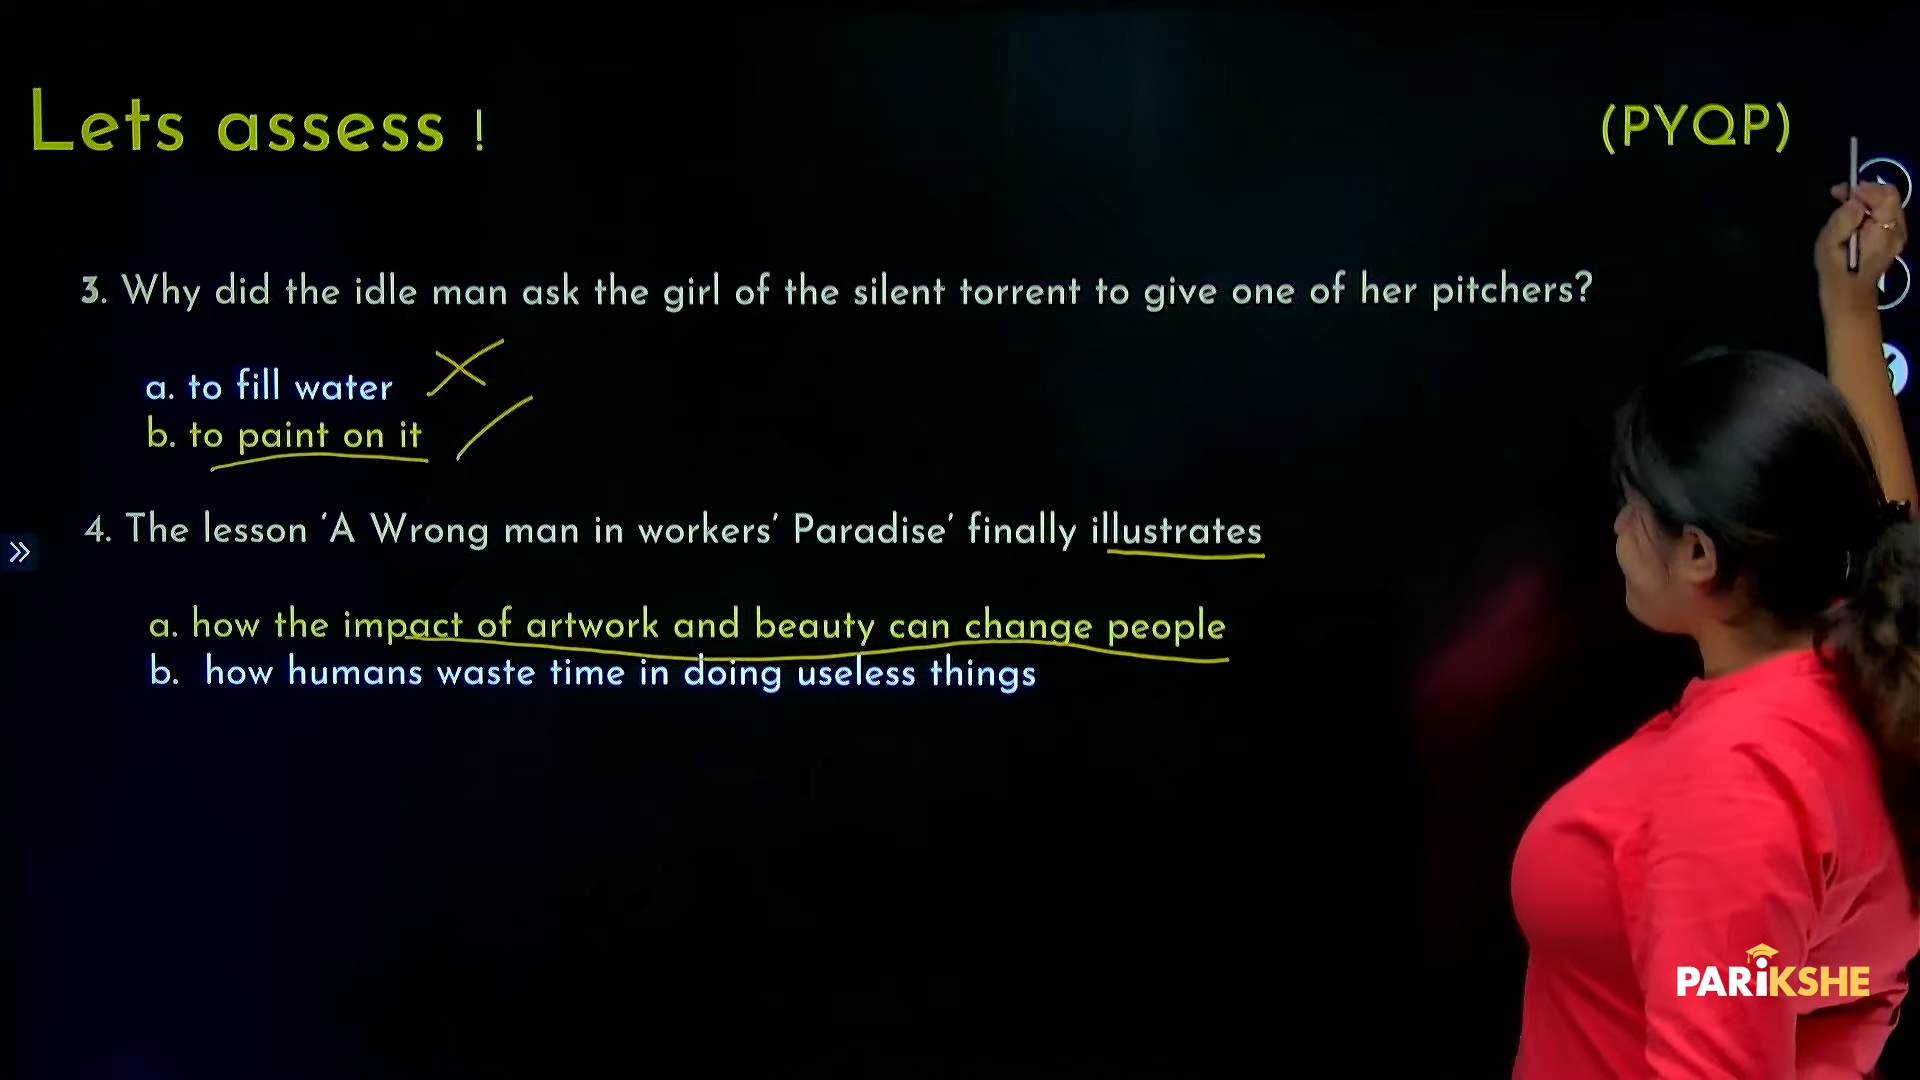 Lets assess !
(PYQP)
3. Why did the idle man ask the girl of the silent torrent to give one of her pitchers?
a. to fill water
b. to paint on it
4. The lesson ‘A Wrong man in workers’ Paradise’ finally illustrates
a. how the impact of artwork and beauty can change people
b. how humans waste time in doing useless things
PARiKSHE